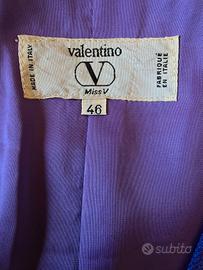 valentino
V
Miss V
MADE IN ITALY
FABRIQUÉ
EN ITALIE
46
subito